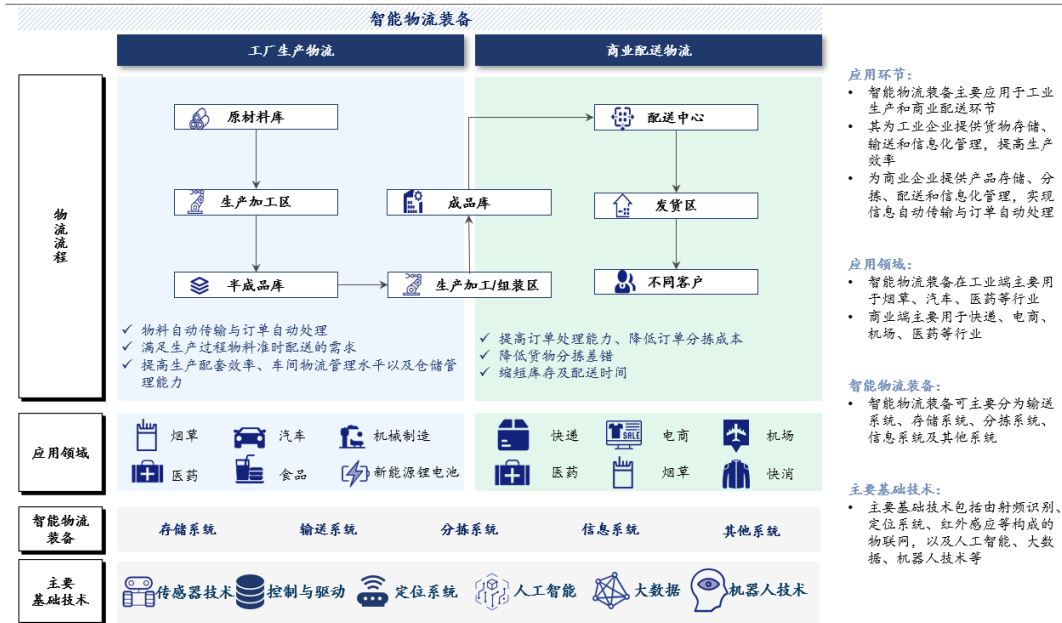 智能物流装备
工厂生产物流
商业配送物流
物流流程
原材料库
生产加工区
半成品库
生产加工/组装区
成品库
配送中心
发货区
不同客户
✓ 物料自动传输与订单自动处理
✓ 满足生产过程物料准时配送的需求
✓ 提高生产配套效率、车间物流管理水平以及仓储管
理能力
✓ 提高订单处理能力、降低订单分拣成本
✓ 降低货物分拣差错
✓ 缩短库存及配送时间
应用领域
烟草
汽车
机械制造
医药
食品
新能源锂电池
快递
SALE
电商
机场
医药
烟草
快消
智能物流
装备
存储系统
输送系统
分拣系统
信息系统
其他系统
主要
基础技术
传感器技术
控制与驱动
定位系统
人工智能
大数据
机器人技术
应用环节：
• 智能物流装备主要应用于工业
生产和商业配送环节
• 其为工业企业提供货物存储、
输送和信息化管理，提高生产
效率
• 为商业企业提供产品存储、分
拣、配送和信息化管理，实现
信息自动传输与订单自动处理
应用领域：
• 智能物流装备在工业端主要用
于烟草、汽车、医药等行业
• 商业端主要用于快递、电商、
机场、医药等行业
智能物流装备：
• 智能物流装备可主要分为输送
系统、存储系统、分拣系统、
信息系统及其他系统
主要基础技术：
• 主要基础技术包括由射频识别、
定位系统、红外感应等构成的
物联网，以及人工智能、大数
据、机器人技术等